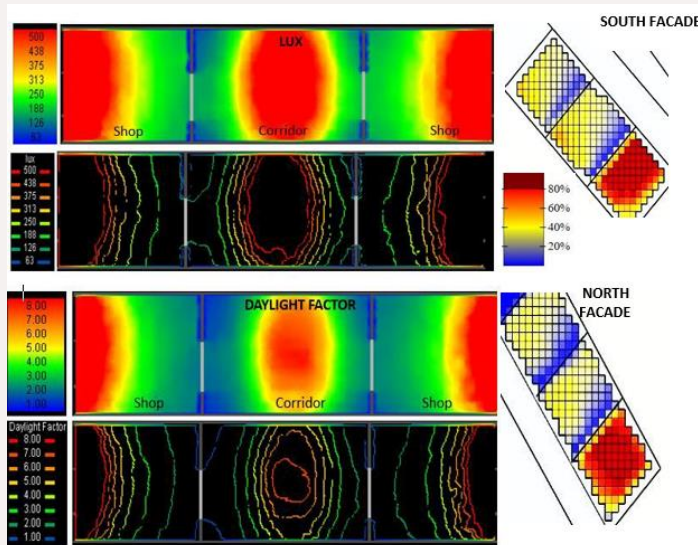 SOUTH FACADE
LUX
500
438
375
313
250
188
126
63
Shop
Corridor
Shop
lux
500
438
375
313
250
188
126
63
80%
60%
40%
20%
NORTH
FACADE
DAYLIGHT FACTOR
8.00
7.00
6.00
5.00
4.00
3.00
2.00
1.00
Shop
Corridor
Shop
Daylight Factor
8.00
7.00
6.00
5.00
4.00
3.00
2.00
1.00